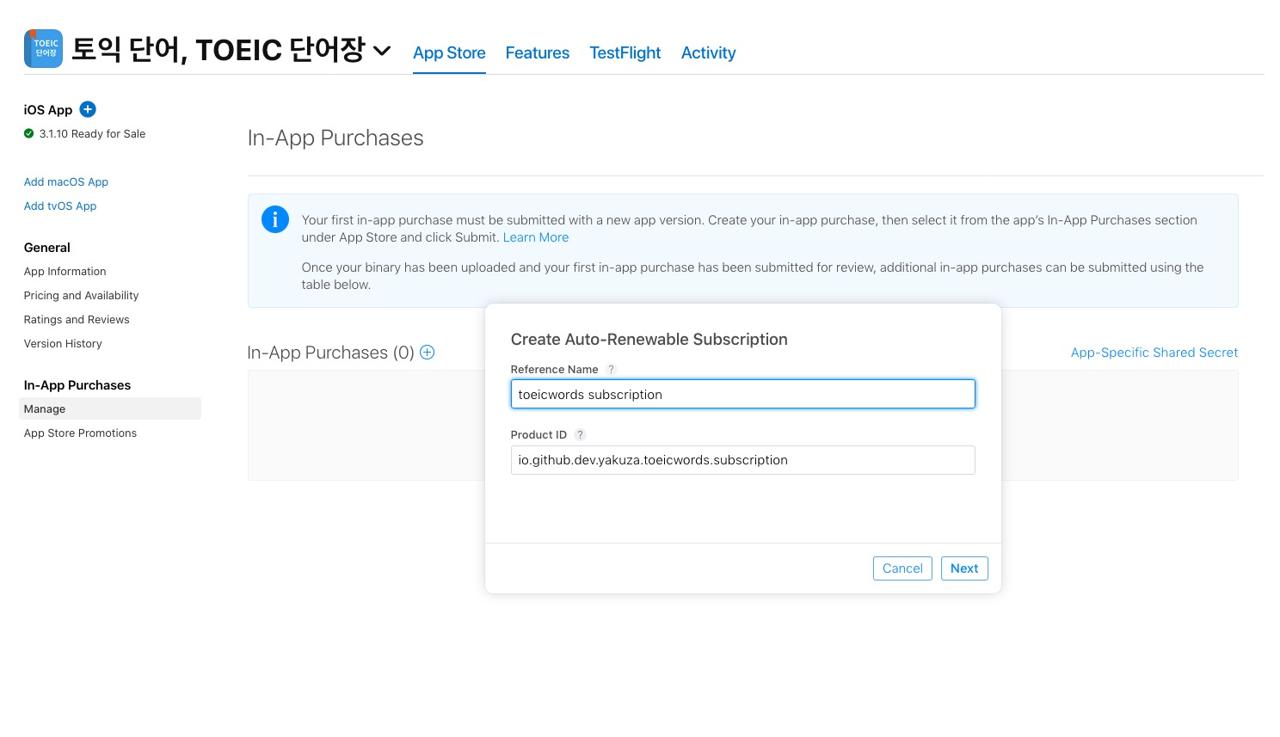 TOEIC
단어장
토익 단어, TOEIC 단어장
App Store
Features
TestFlight
Activity
iOS App
3.1.10 Ready for Sale
Add macOS App
Add tvOS App
General
App Information
Pricing and Availability
Ratings and Reviews
Version History
In-App Purchases
Manage
App Store Promotions
In-App Purchases
Your first in-app purchase must be submitted with a new app version. Create your in-app purchase, then select it from the app's In-App Purchases section
under App Store and click Submit. Learn More
Once your binary has been uploaded and your first in-app purchase has been submitted for review, additional in-app purchases can be submitted using the
table below.
In-App Purchases (0)
App-Specific Shared Secret
Create Auto-Renewable Subscription
Reference Name ?
toeicwords subscription
Product ID ?
io.github.dev.yakuza.toeicwords.subscription
Cancel
Next